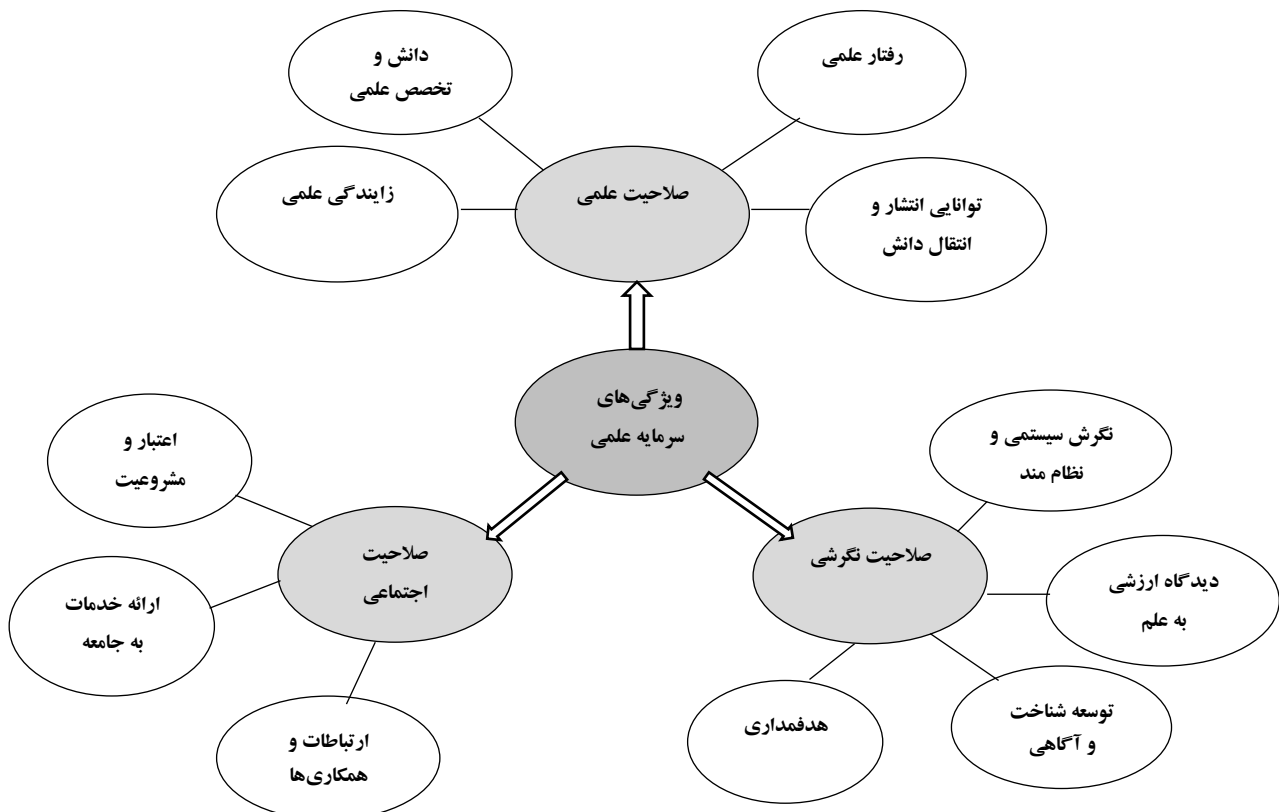 دانش و
تخصص علمی
رفتار علمی
صلاحیت علمی
زایندگی علمی
توانایی انتشار و
انتقال دانش
ویژگی‌های
سرمایه علمی
اعتبار و
مشروعیت
نگرش سیستمی و
نظام مند
صلاحیت
اجتماعی
صلاحیت نگرشی
ارائه خدمات
به جامعه
دیدگاه ارزشی
به علم
ارتباطات و
همکاری‌ها
هدفمداری
توسعه شناخت
و آگاهی